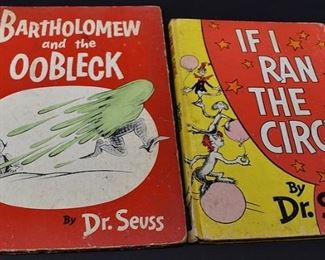 BARTHOLOMEW
and the
OOBLECK
By Dr. Seuss
IF I
RAN
THE
CIRC
By
Dr. S